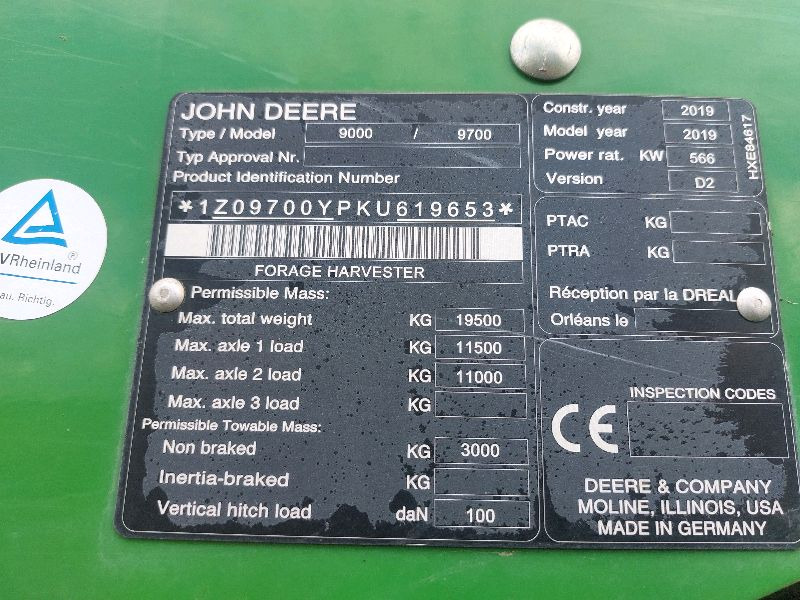 JOHN DEERE
Type / Model 9000 / 9700
Typ Approval Nr.
Product Identification Number
*1Z09700YPKU619653*
FORAGE HARVESTER
Permissible Mass:
Max. total weight KG 19500
Max. axle 1 load KG 11500
Max. axle 2 load KG 11000
Max. axle 3 load KG
Permissible Towable Mass:
Non braked KG 3000
Inertia-braked KG
Vertical hitch load daN 100
Constr. year 2019
Model year 2019
Power rat. KW 566
Version D2
HXE84617
PTAC KG
PTRA KG
Réception par la DREAL
Orléans le
INSPECTION CODES
CE
DEERE & COMPANY
MOLINE, ILLINOIS, USA
MADE IN GERMANY
VRheinland
au. Richtig.